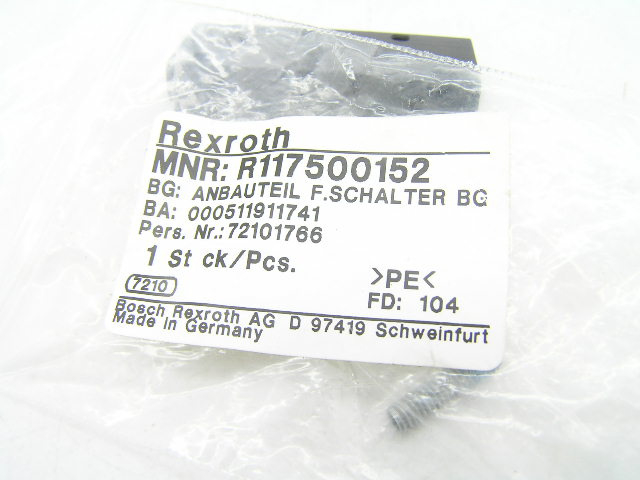 Rexroth
MNR: R117500152
BG: ANBAUTEIL F.SCHALTER BG
BA: 000511911741
Pers. Nr.:72101766
1 St ck/Pcs.
>PE<
7210
FD: 104
Bosch Rexroth AG D 97419 Schweinfurt
Made in Germany